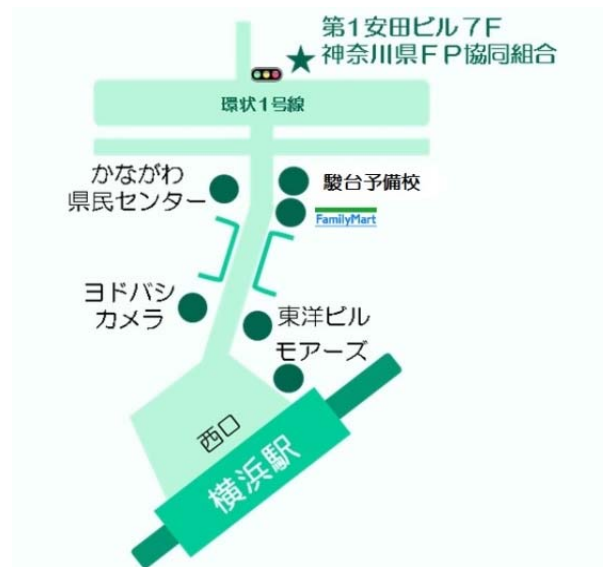 第1安田ビル7F
神奈川県FP協同組合
環状1号線
かながわ
県民センター
駿台予備校
FamilyMart
ヨドバシ
カメラ
東洋ビル
モアーズ
西口
横浜駅